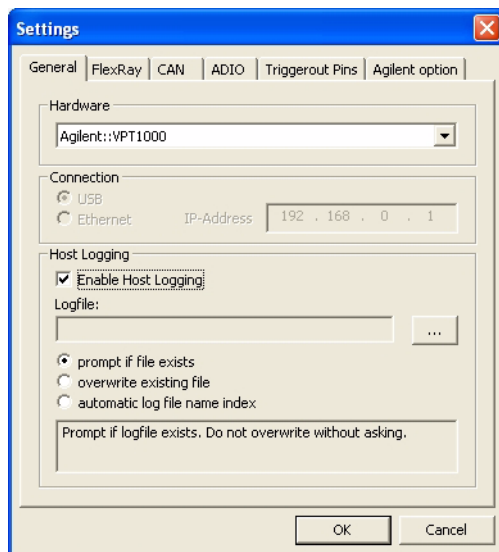 Settings
General FlexRay CAN ADIO Triggerout Pins Agilent option
Hardware
Agilent::VPT1000
Connection
USB
Ethernet IP-Address 192 . 168 . 0 . 1
Host Logging
Enable Host Logging
Logfile:
...
prompt if file exists
overwrite existing file
automatic log file name index
Prompt if logfile exists. Do not overwrite without asking.
OK Cancel